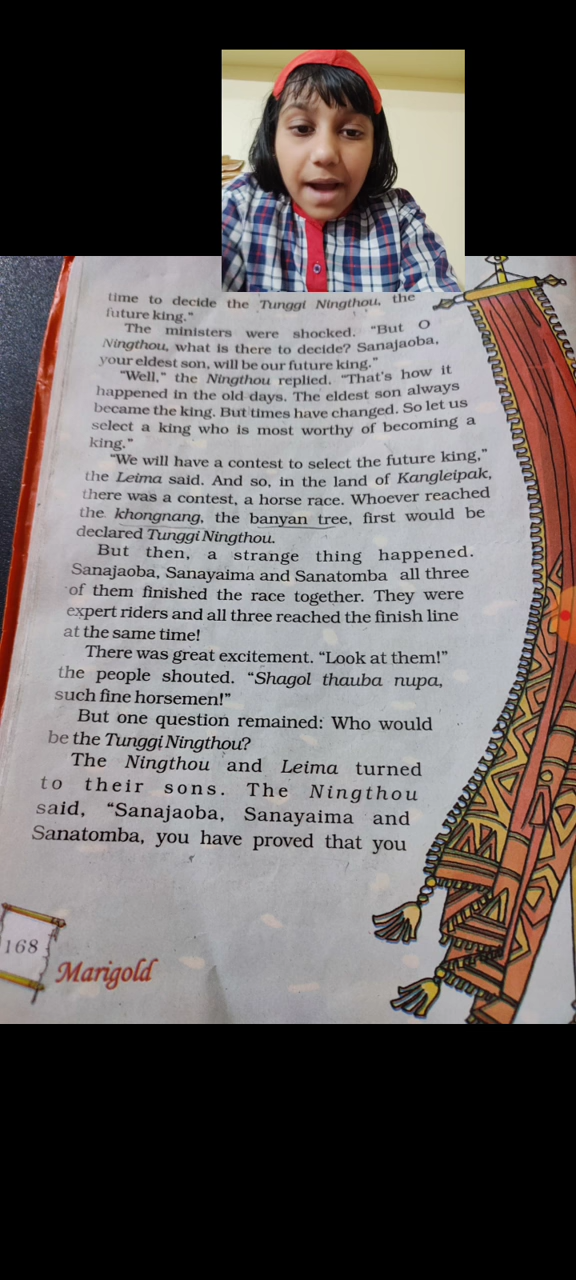 time to decide the Tunggi Ningthou, the
future king."
The ministers were shocked. "But O
Ningthou, what is there to decide? Sanajaoba,
your eldest son, will be our future king."
"Well," the Ningthou replied. "That's how it
happened in the old days. The eldest son always
became the king. But times have changed. So let us
select a king who is most worthy of becoming a
king."
"We will have a contest to select the future king,"
the Leima said. And so, in the land of Kangleipak,
there was a contest, a horse race. Whoever reached
the khongnang, the banyan tree, first would be
declared Tunggi Ningthou.
But then, a strange thing happened.
Sanajaoba, Sanayaima and Sanatomba all three
of them finished the race together. They were
expert riders and all three reached the finish line
at the same time!
There was great excitement. "Look at them!"
the people shouted. "Shagol thauba nupa,
such fine horsemen!"
But one question remained: Who would
be the Tunggi Ningthou?
The Ningthou and Leima turned
to their sons. The Ningthou
said, "Sanajaoba, Sanayaima and
Sanatomba, you have proved that you
168
Marigold